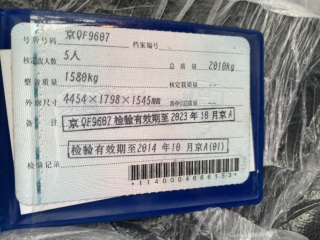 号牌号码 京QF9607 档案编号
核定载人数 5人 总质量 2010kg
整备质量 1580kg 核定载质量
外廓尺寸 4454×1798×1545mm 准牵引总质量
备注 京QF9607检验有效期至2023年10月京A
检验有效期至2014年10月京A(01)
检验记录